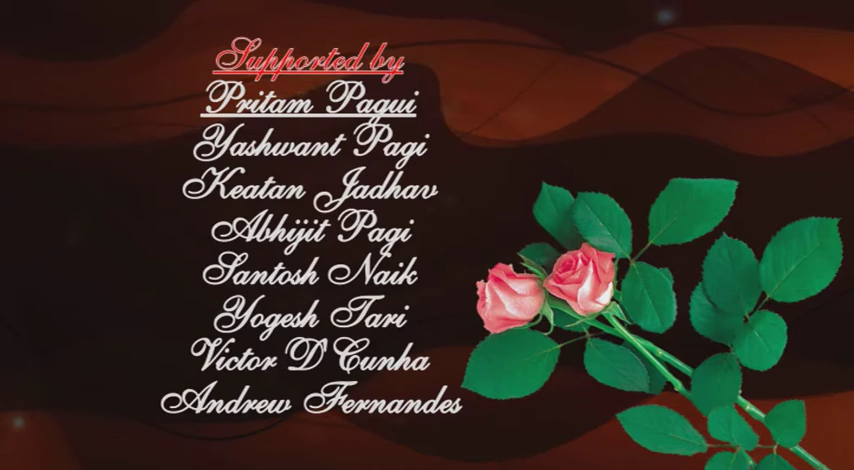 Supported by
Pritam Pagui
Yashwant Pagi
Keatan Jadhav
Abhijit Pagi
Santosh Naik
Yogesh Tari
Victor D'Cunha
Andrew Fernandes